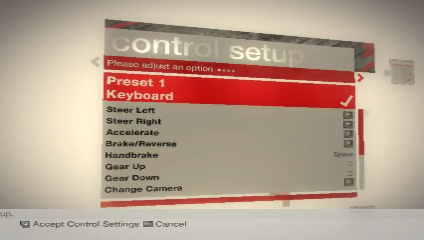 control setup
Please adjust an option
Preset 1
Keyboard
Steer Left
Steer Right
Accelerate
Brake/Reverse
Handbrake Space
Gear Up
Gear Down
Change Camera
up.
Accept Control Settings Cancel